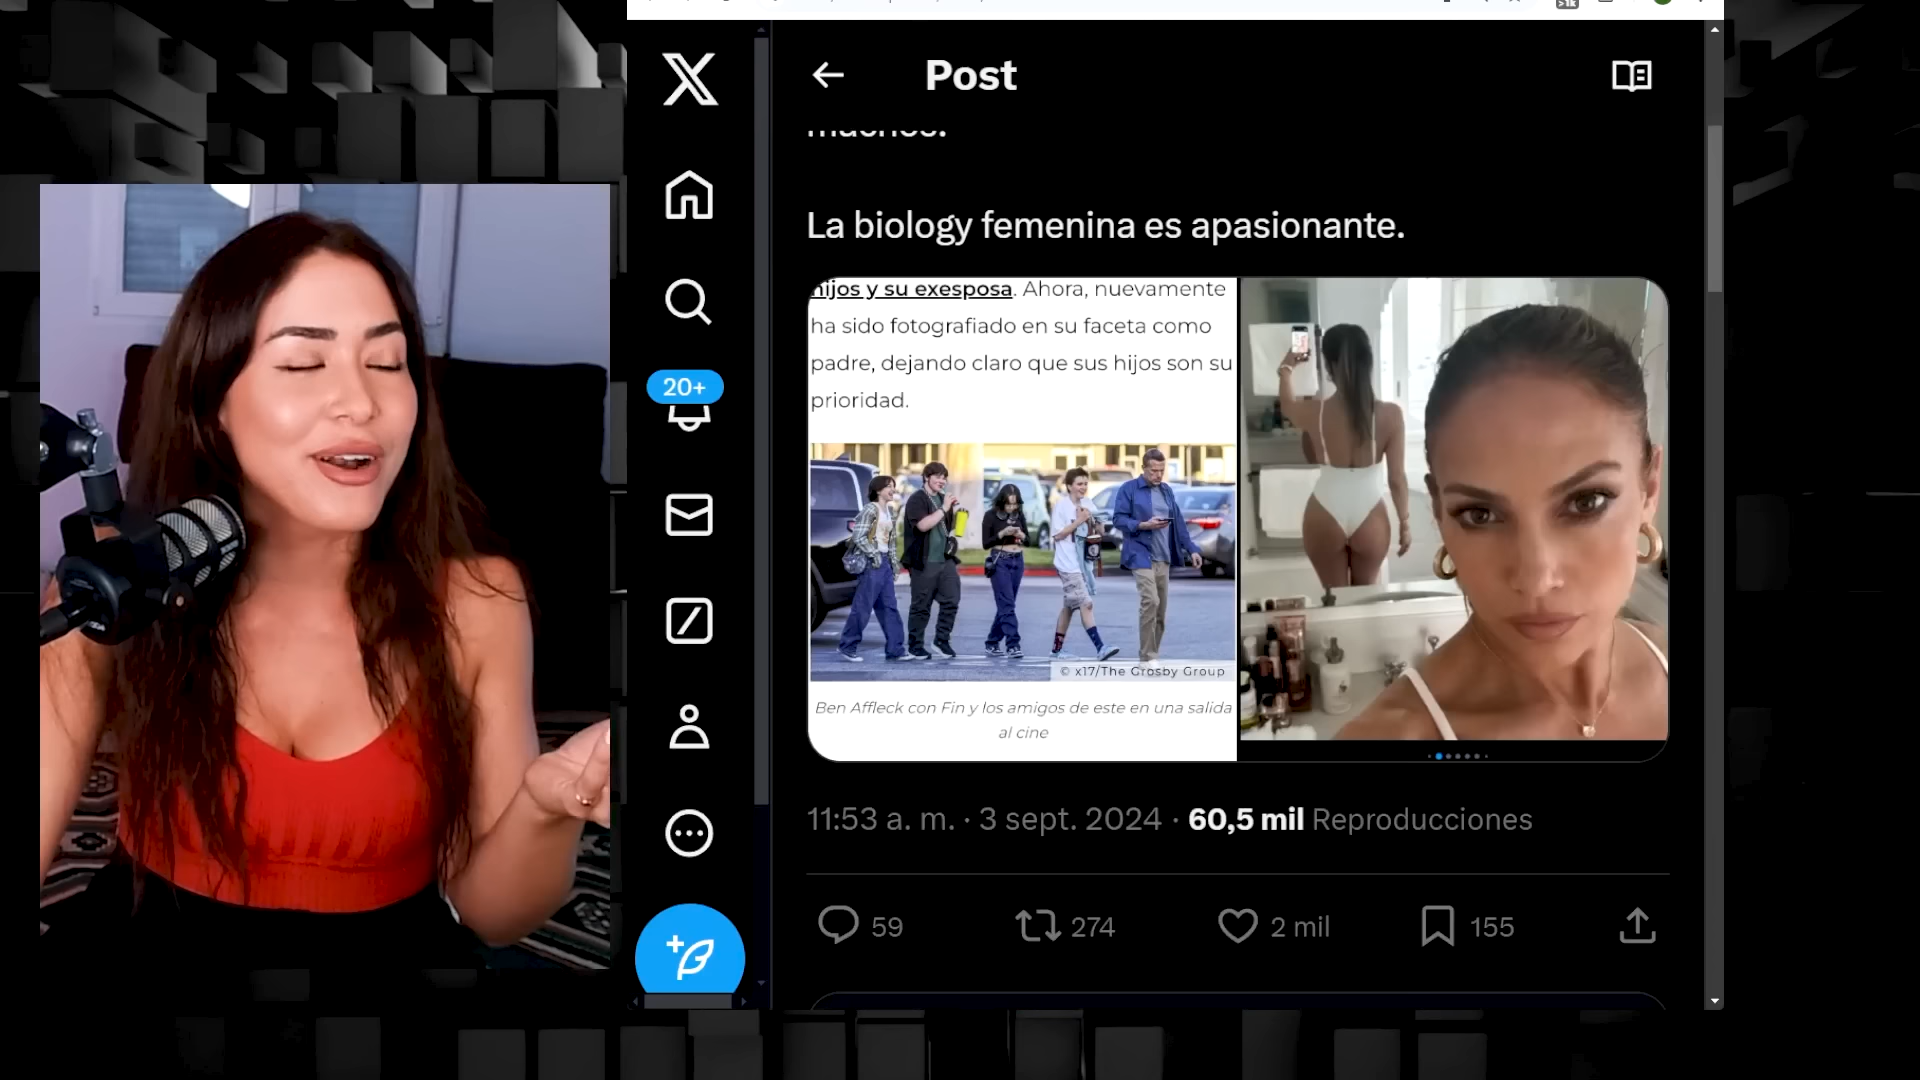 Post
muchos.
La biology femenina es apasionante.
hijos y su exesposa. Ahora, nuevamente
ha sido fotografiado en su faceta como
padre, dejando claro que sus hijos son su
prioridad.
© x17/The Grosby Group
Ben Affleck con Fin y los amigos de este en una salida
al cine
20+
11:53 a. m. · 3 sept. 2024 · 60,5 mil Reproducciones
59
274
2 mil
155